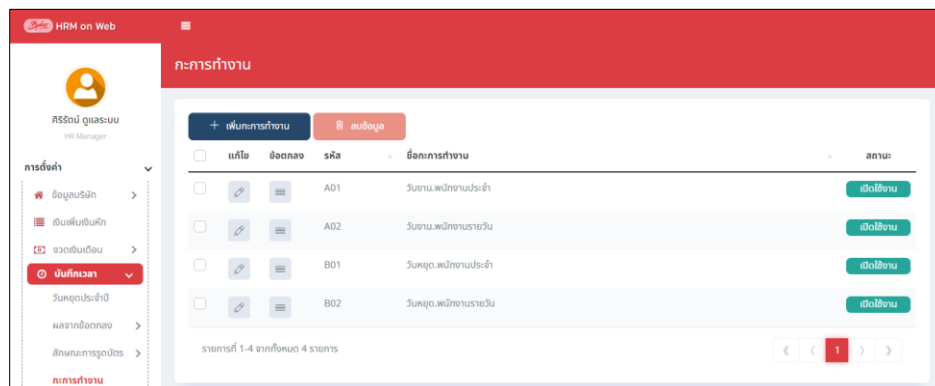 HRM on Web
กะการทำงาน
ศิริรัตน์ ดูแลระบบ
HR Manager
การตั้งค่า
ข้อมูลบริษัท
เงินเพิ่มเงินหัก
งวดเงินเดือน
บันทึกเวลา
วันหยุดประจำปี
ผลจากข้อตกลง
ลักษณะการรูดบัตร
กะการทำงาน
+ เพิ่มกะการทำงาน ลบข้อมูล
แก้ไข ข้อตกลง รหัส ชื่อกะการทำงาน สถานะ
A01 วันงาน.พนักงานประจำ เปิดใช้งาน
A02 วันงาน.พนักงานรายวัน เปิดใช้งาน
B01 วันหยุด.พนักงานประจำ เปิดใช้งาน
B02 วันหยุด.พนักงานรายวัน เปิดใช้งาน
รายการที่ 1-4 จากทั้งหมด 4 รายการ
1